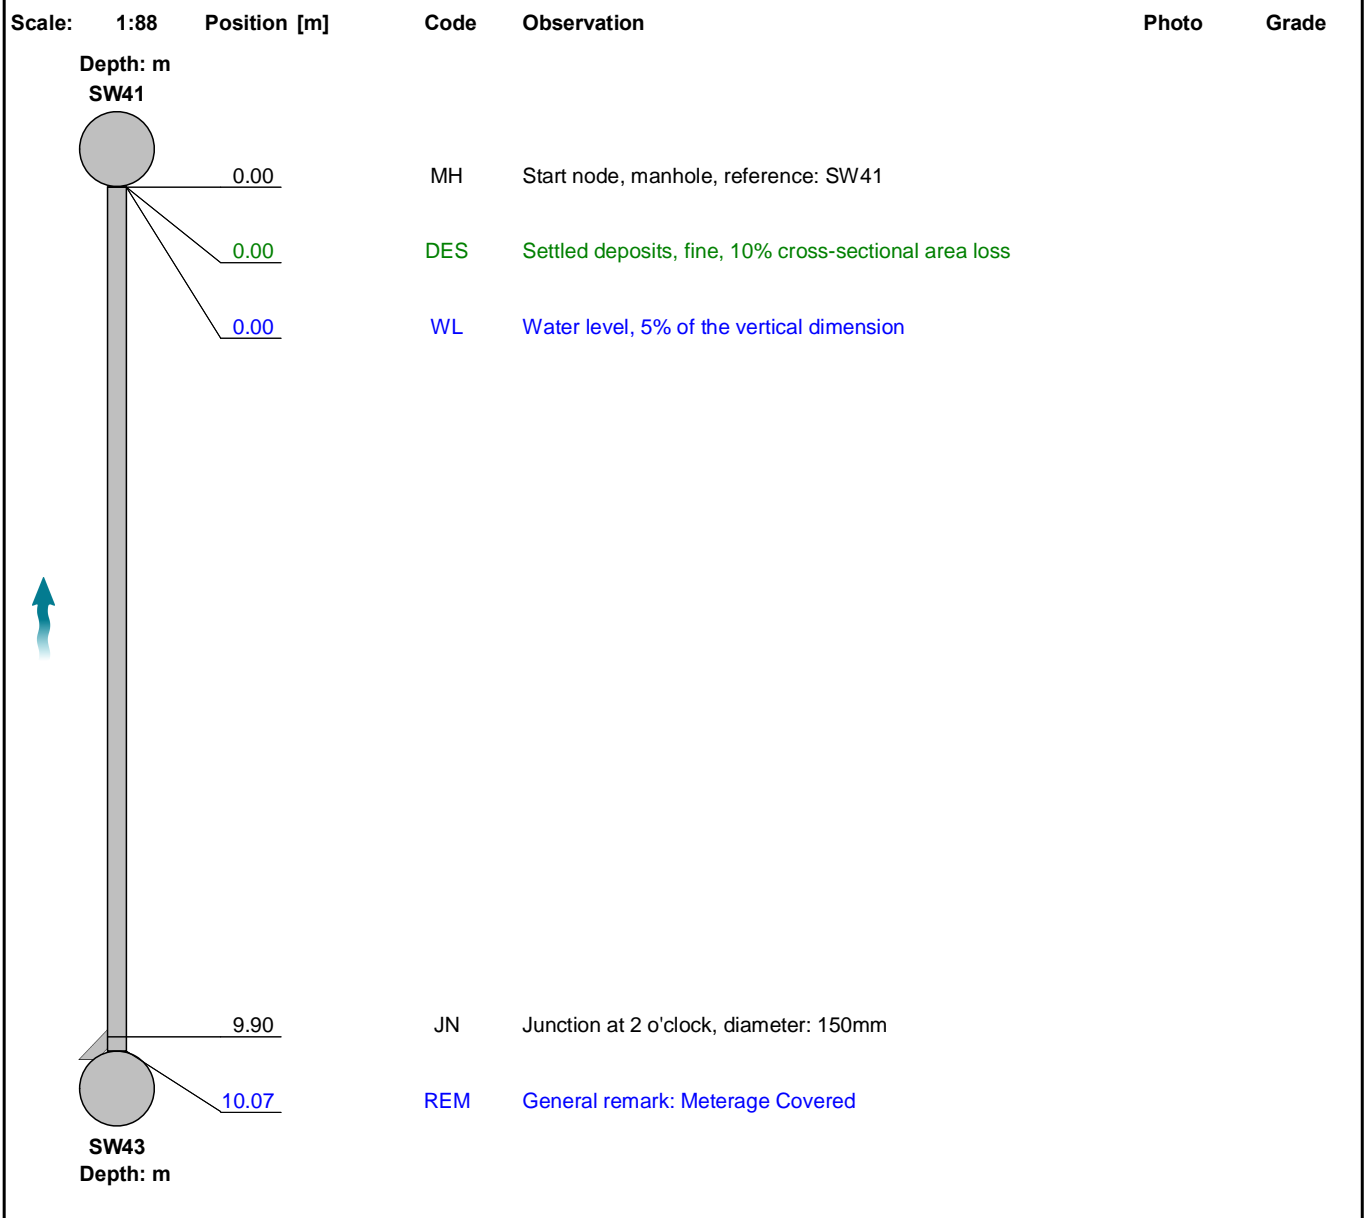 Scale: 1:88 Position [m] Code Observation Photo Grade
Depth: m
SW41
0.00 MH Start node, manhole, reference: SW41
0.00 DES Settled deposits, fine, 10% cross-sectional area loss
0.00 WL Water level, 5% of the vertical dimension
9.90 JN Junction at 2 o'clock, diameter: 150mm
10.07 REM General remark: Meterage Covered
SW43
Depth: m